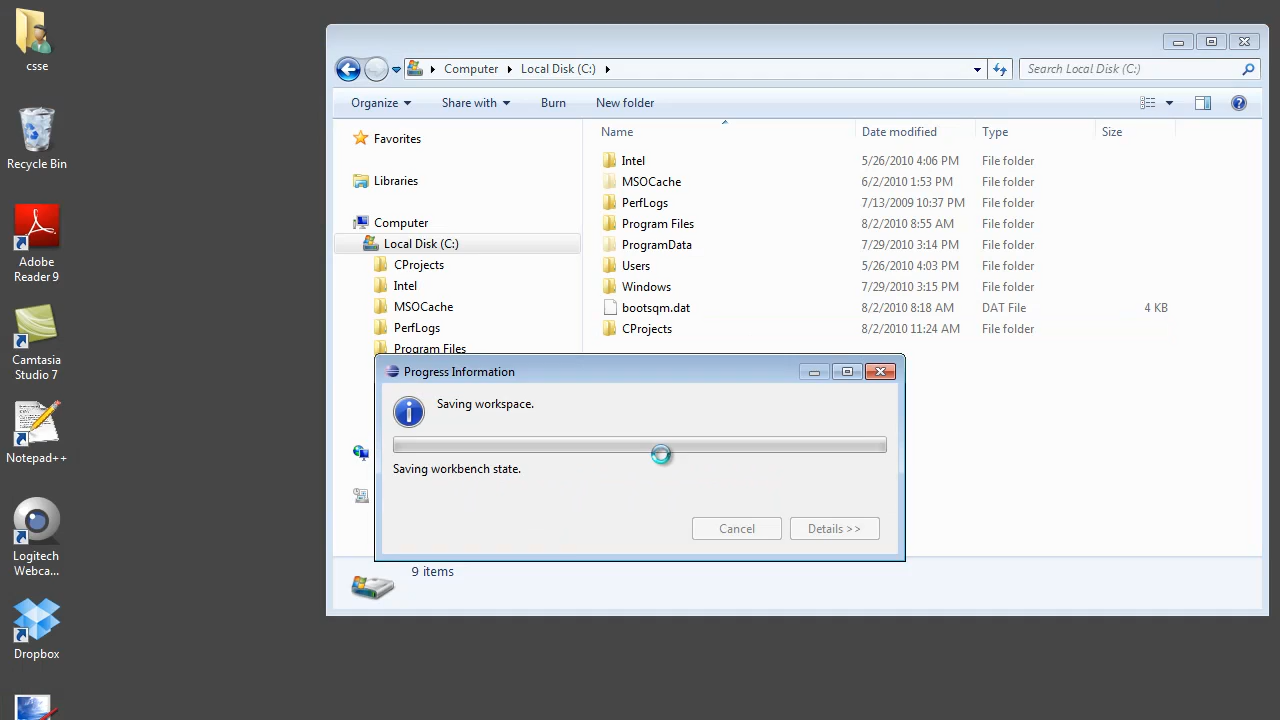 csse
Recycle Bin
Adobe
Reader 9
Camtasia
Studio 7
Notepad++
Logitech
Webca...
Dropbox
Computer
Local Disk (C:)
Search Local Disk (C:)
Organize
Share with
Burn
New folder
Favorites
Libraries
Computer
Local Disk (C:)
CProjects
Intel
MSOCache
PerfLogs
Program Files
Name Date modified Type Size
Intel 5/26/2010 4:06 PM File folder
MSOCache 6/2/2010 1:53 PM File folder
PerfLogs 7/13/2009 10:37 PM File folder
Program Files 8/2/2010 8:55 AM File folder
ProgramData 7/29/2010 3:14 PM File folder
Users 5/26/2010 4:03 PM File folder
Windows 7/29/2010 3:15 PM File folder
bootsqm.dat 8/2/2010 8:18 AM DAT File 4 KB
CProjects 8/2/2010 11:24 AM File folder
Progress Information
Saving workspace.
Saving workbench state.
Cancel
Details >>
9 items